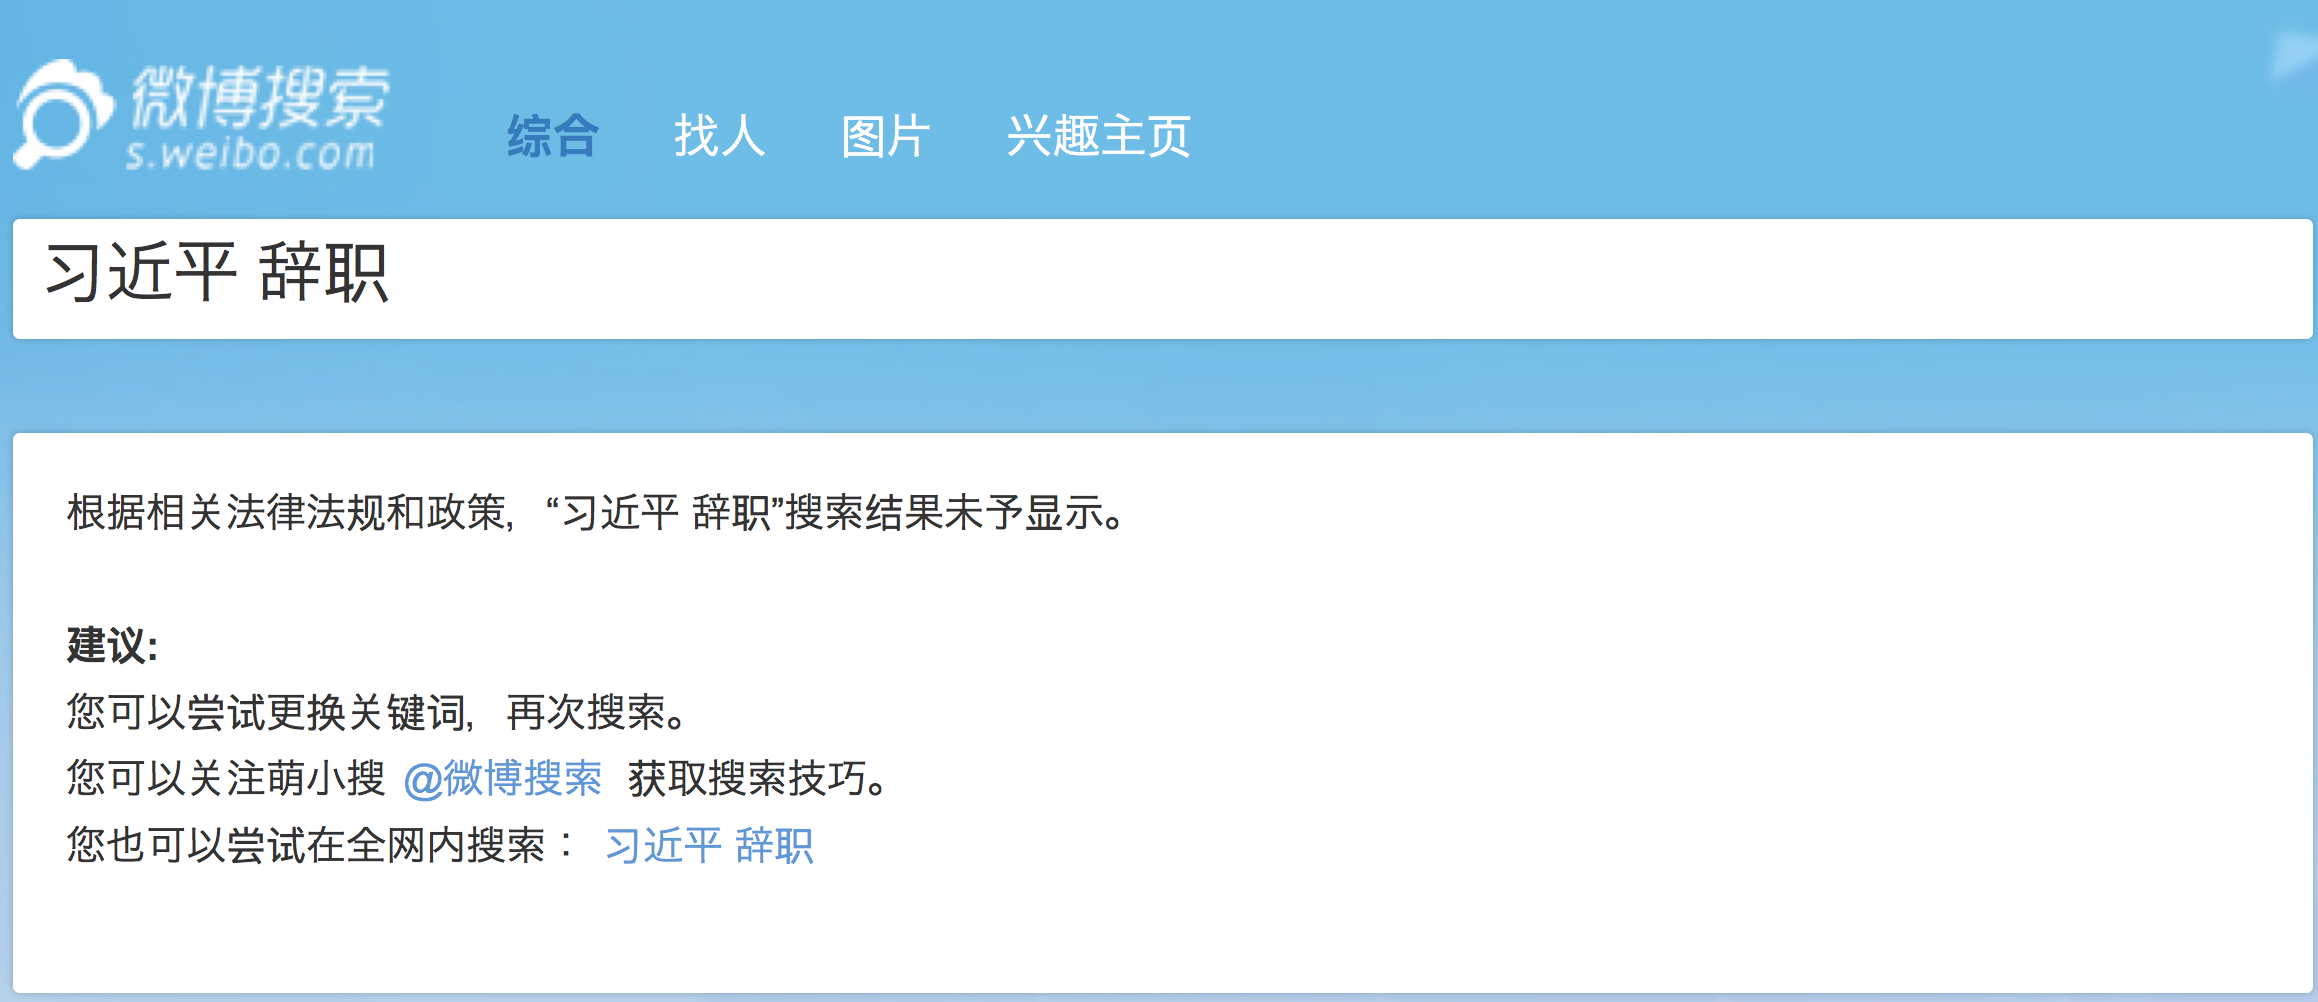 微博搜索
s.weibo.com
综合 找人 图片 兴趣主页
习近平 辞职
根据相关法律法规和政策，“习近平 辞职”搜索结果未予显示。
建议:
您可以尝试更换关键词，再次搜索。
您可以关注萌小搜 @微博搜索 获取搜索技巧。
您也可以尝试在全网内搜索： 习近平 辞职